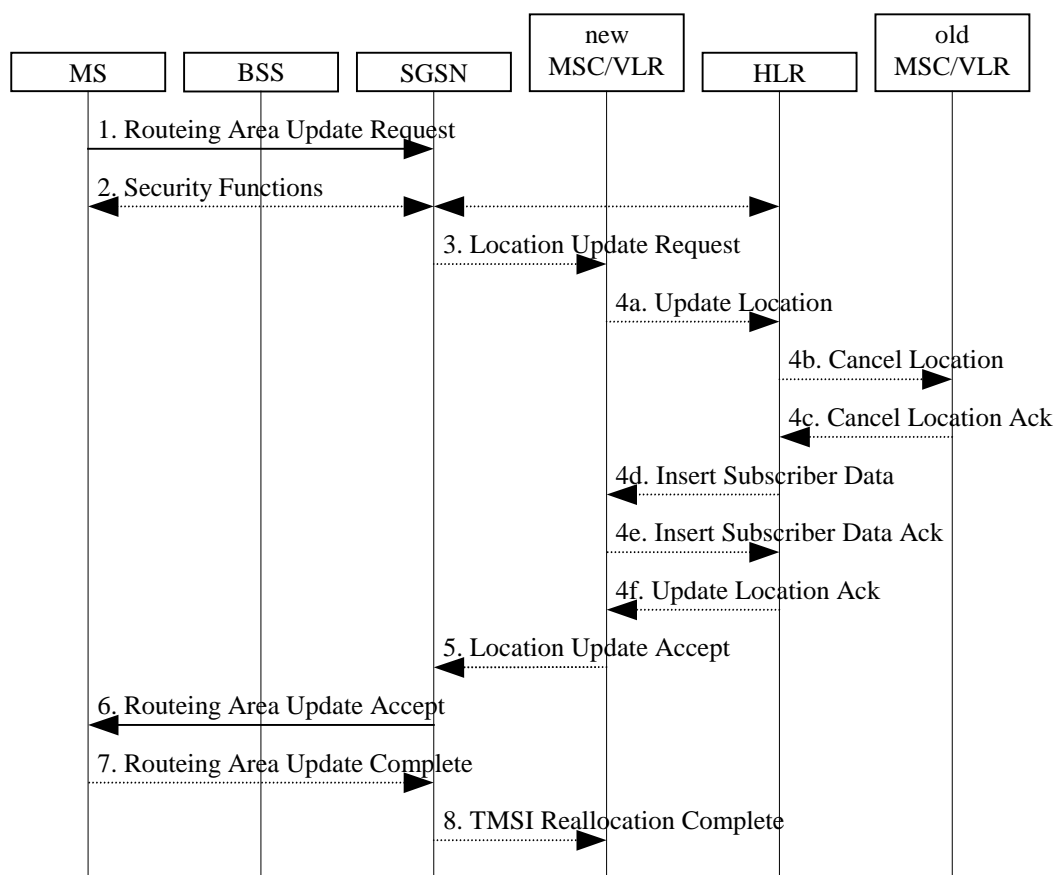 new
MSC/VLR
old
MSC/VLR
MS
BSS
SGSN
HLR
1. Routeing Area Update Request
2. Security Functions
3. Location Update Request
4a. Update Location
4b. Cancel Location
4c. Cancel Location Ack
4d. Insert Subscriber Data
4e. Insert Subscriber Data Ack
4f. Update Location Ack
5. Location Update Accept
6. Routeing Area Update Accept
7. Routeing Area Update Complete
8. TMSI Reallocation Complete